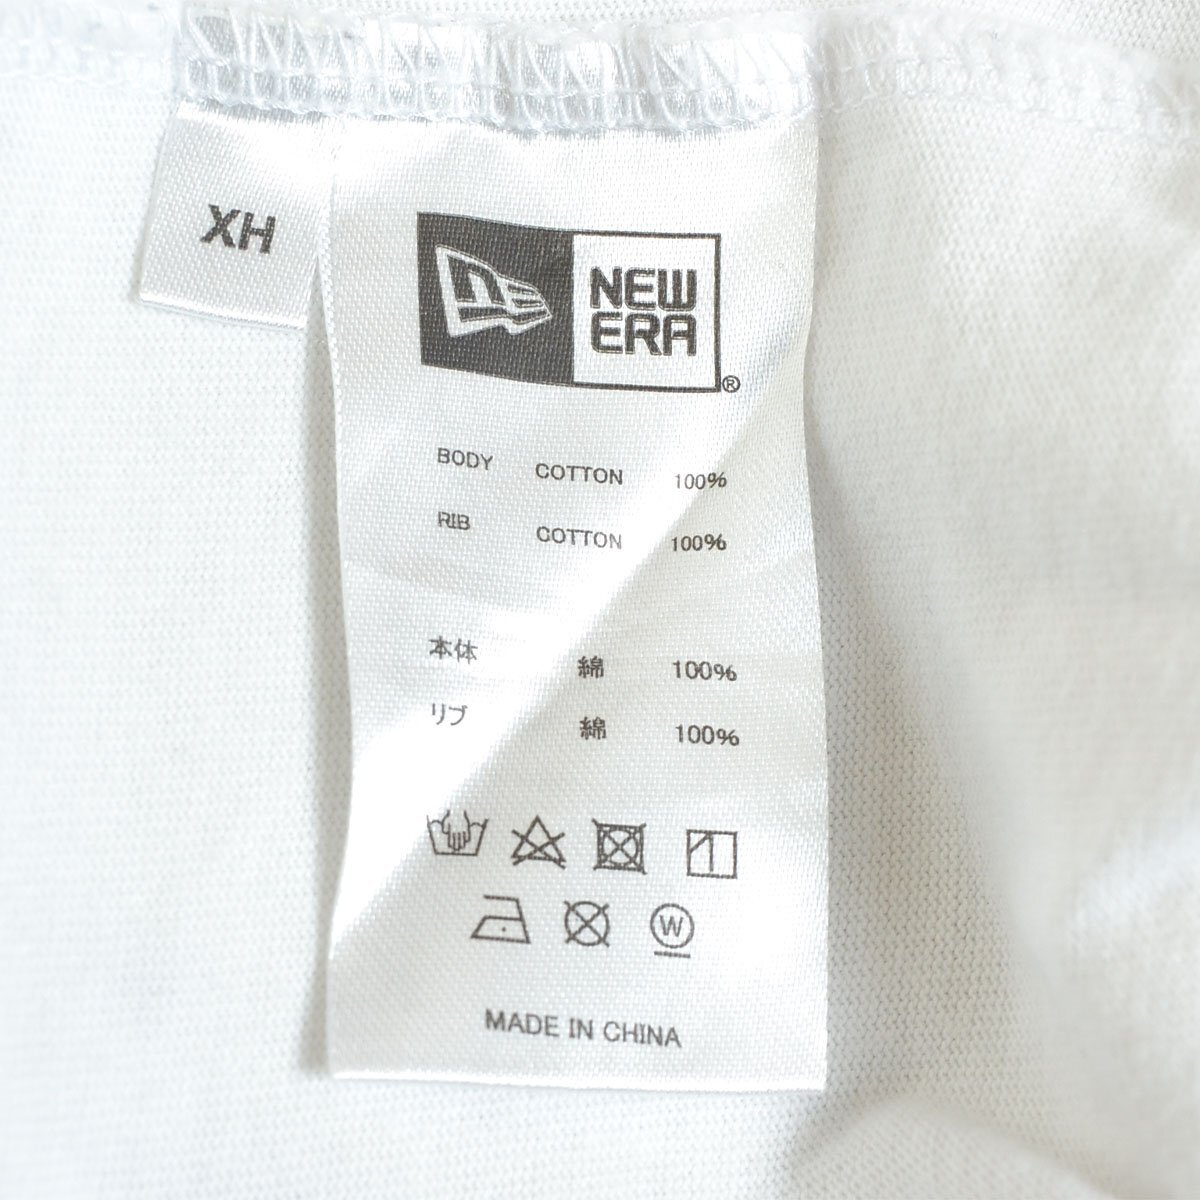 XH
NEW
ERA
®
BODY COTTON 100%
RIB COTTON 100%
本体 綿 100%
リブ 綿 100%
W
MADE IN CHINA